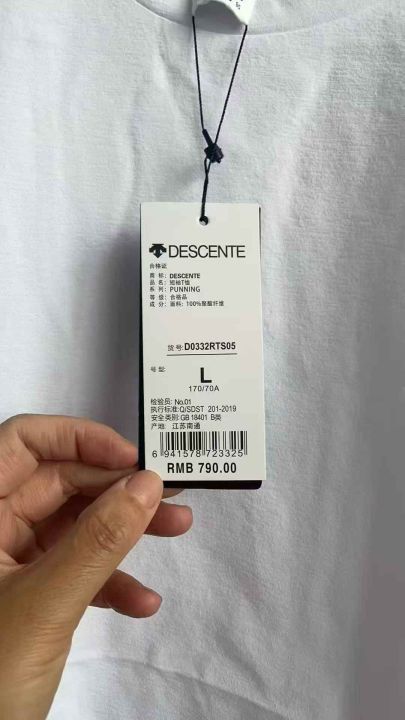 DESCENTE
合格证
商 标: DESCENTE
品 名: 短袖T恤
系 列: PUNNING
等 级: 合格品
成 分: 面料: 100%聚酯纤维
货 号: D0332RTS05
号 型: L
170/70A
检验员: No.01
执行标准:Q/SDST 201-2019
安全类别:GB 18401 B类
产地: 江苏南通
6 941578 723325
RMB 790.00